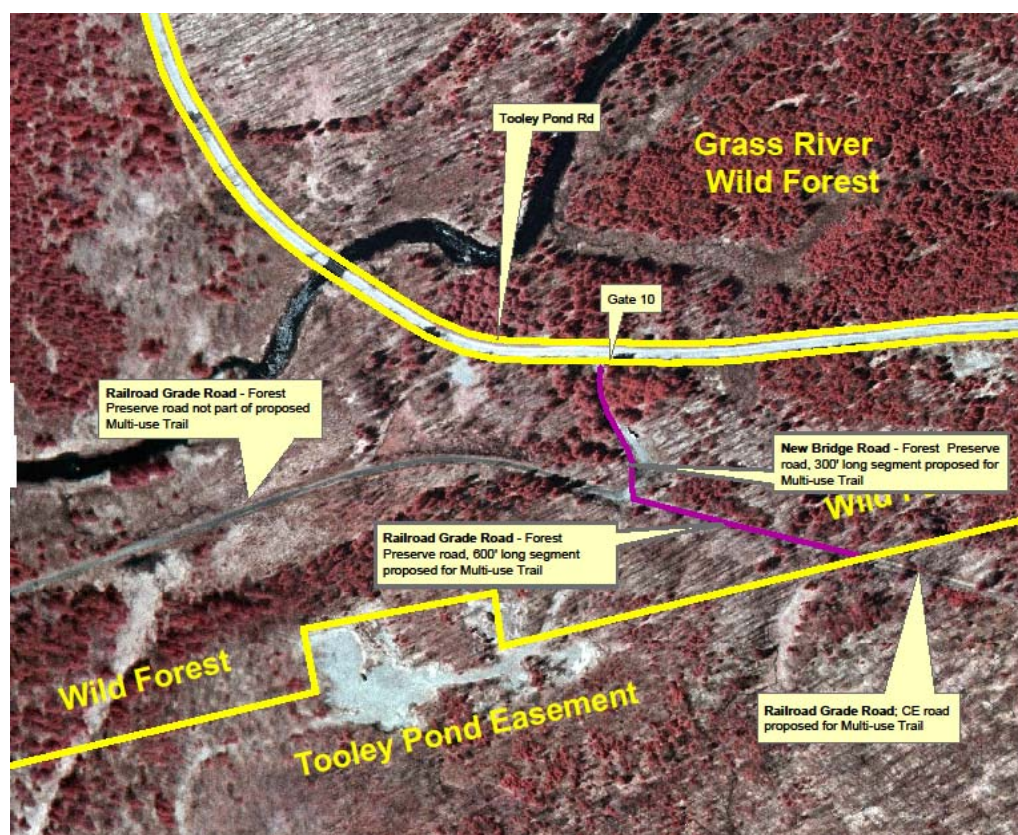 Tooley Pond Rd
Grass River
Wild Forest
Gate 10
Railroad Grade Road - Forest
Preserve road not part of proposed
Multi-use Trail
New Bridge Road - Forest Preserve
road, 300' long segment proposed for
Multi-use Trail
Wild
Railroad Grade Road - Forest
Preserve road, 600' long segment
proposed for Multi-use Trail
Wild Forest
Tooley Pond Easement
Railroad Grade Road; CE road
proposed for Multi-use Trail